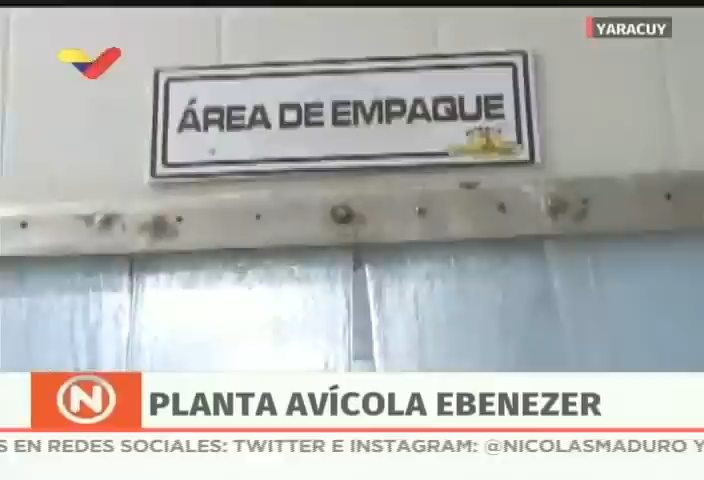 YARACUY
ÁREA DE EMPAQUE
N
PLANTA AVÍCOLA EBENEZER
S EN REDES SOCIALES: TWITTER E INSTAGRAM: @NICOLASMADURO Y